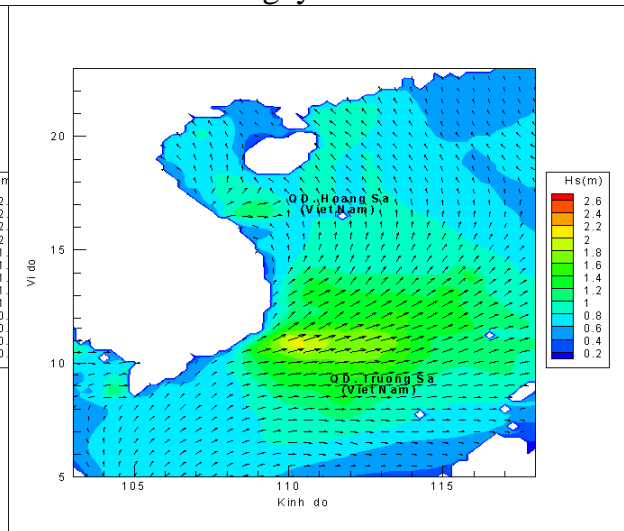 20
QD. Hoang Sa
(Viet Nam)
15
Vi do
10
QD. Truong Sa
(Viet Nam)
5
105
110
115
Kinh do
Hs(m)
2.6
2.4
2.2
2
1.8
1.6
1.4
1.2
1
0.8
0.6
0.4
0.2